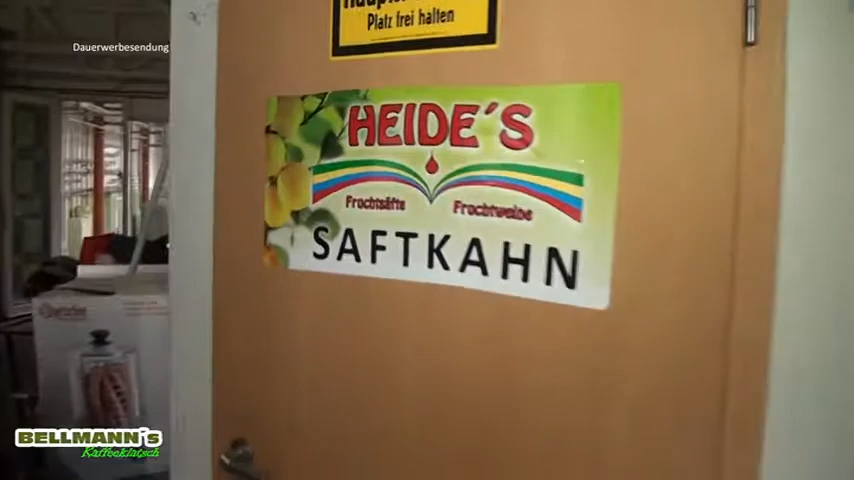 Platz frei halten
Dauerwerbesendung
HEIDE´S
Fruchtsäfte
Fruchtweine
SAFTKAHN
BELLMANN'S
Kaffeeklatsch